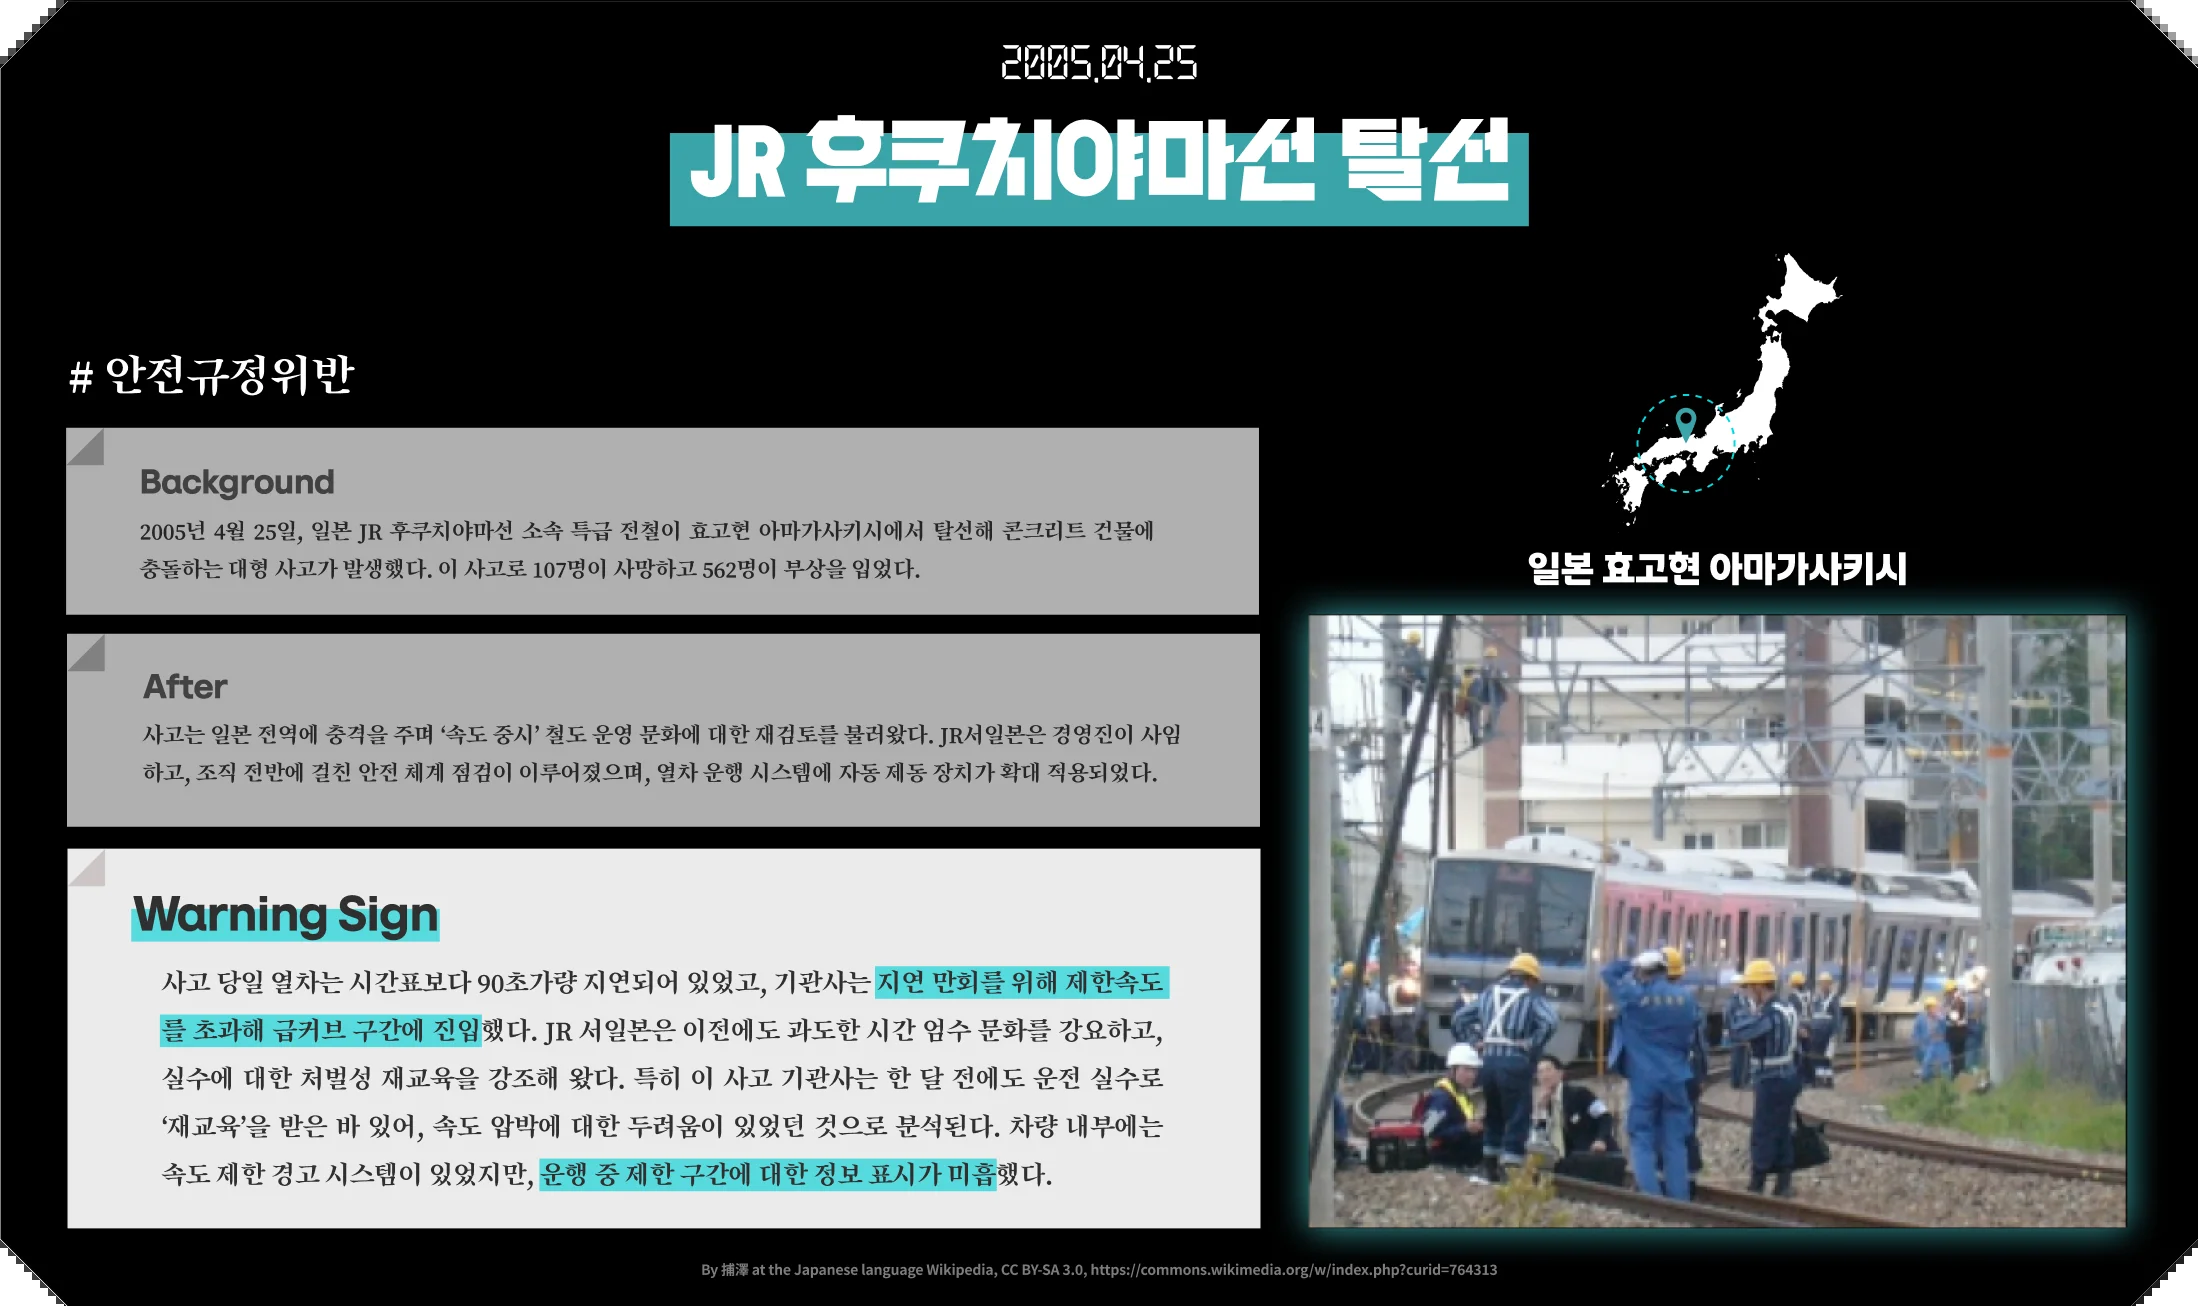 2005.04.25
JR 후쿠치야마선 탈선
# 안전규정위반
Background
2005년 4월 25일, 일본 JR 후쿠치야마선 소속 특급 전철이 효고현 아마가사키시에서 탈선해 콘크리트 건물에
충돌하는 대형 사고가 발생했다. 이 사고로 107명이 사망하고 562명이 부상을 입었다.
After
사고는 일본 전역에 충격을 주며 ‘속도 중시’ 철도 운영 문화에 대한 재검토를 불러왔다. JR서일본은 경영진이 사임
하고, 조직 전반에 걸친 안전 체계 점검이 이루어졌으며, 열차 운행 시스템에 자동 제동 장치가 확대 적용되었다.
Warning Sign
사고 당일 열차는 시간표보다 90초가량 지연되어 있었고, 기관사는 지연 만회를 위해 제한속도
를 초과해 급커브 구간에 진입했다. JR 서일본은 이전에도 과도한 시간 엄수 문화를 강요하고,
실수에 대한 처벌성 재교육을 강조해 왔다. 특히 이 사고 기관사는 한 달 전에도 운전 실수로
‘재교육’을 받은 바 있어, 속도 압박에 대한 두려움이 있었던 것으로 분석된다. 차량 내부에는
속도 제한 경고 시스템이 있었지만, 운행 중 제한 구간에 대한 정보 표시가 미흡했다.
일본 효고현 아마가사키시
4
By 捕澤 at the Japanese language Wikipedia, CC BY-SA 3.0, https://commons.wikimedia.org/w/index.php?curid=764313